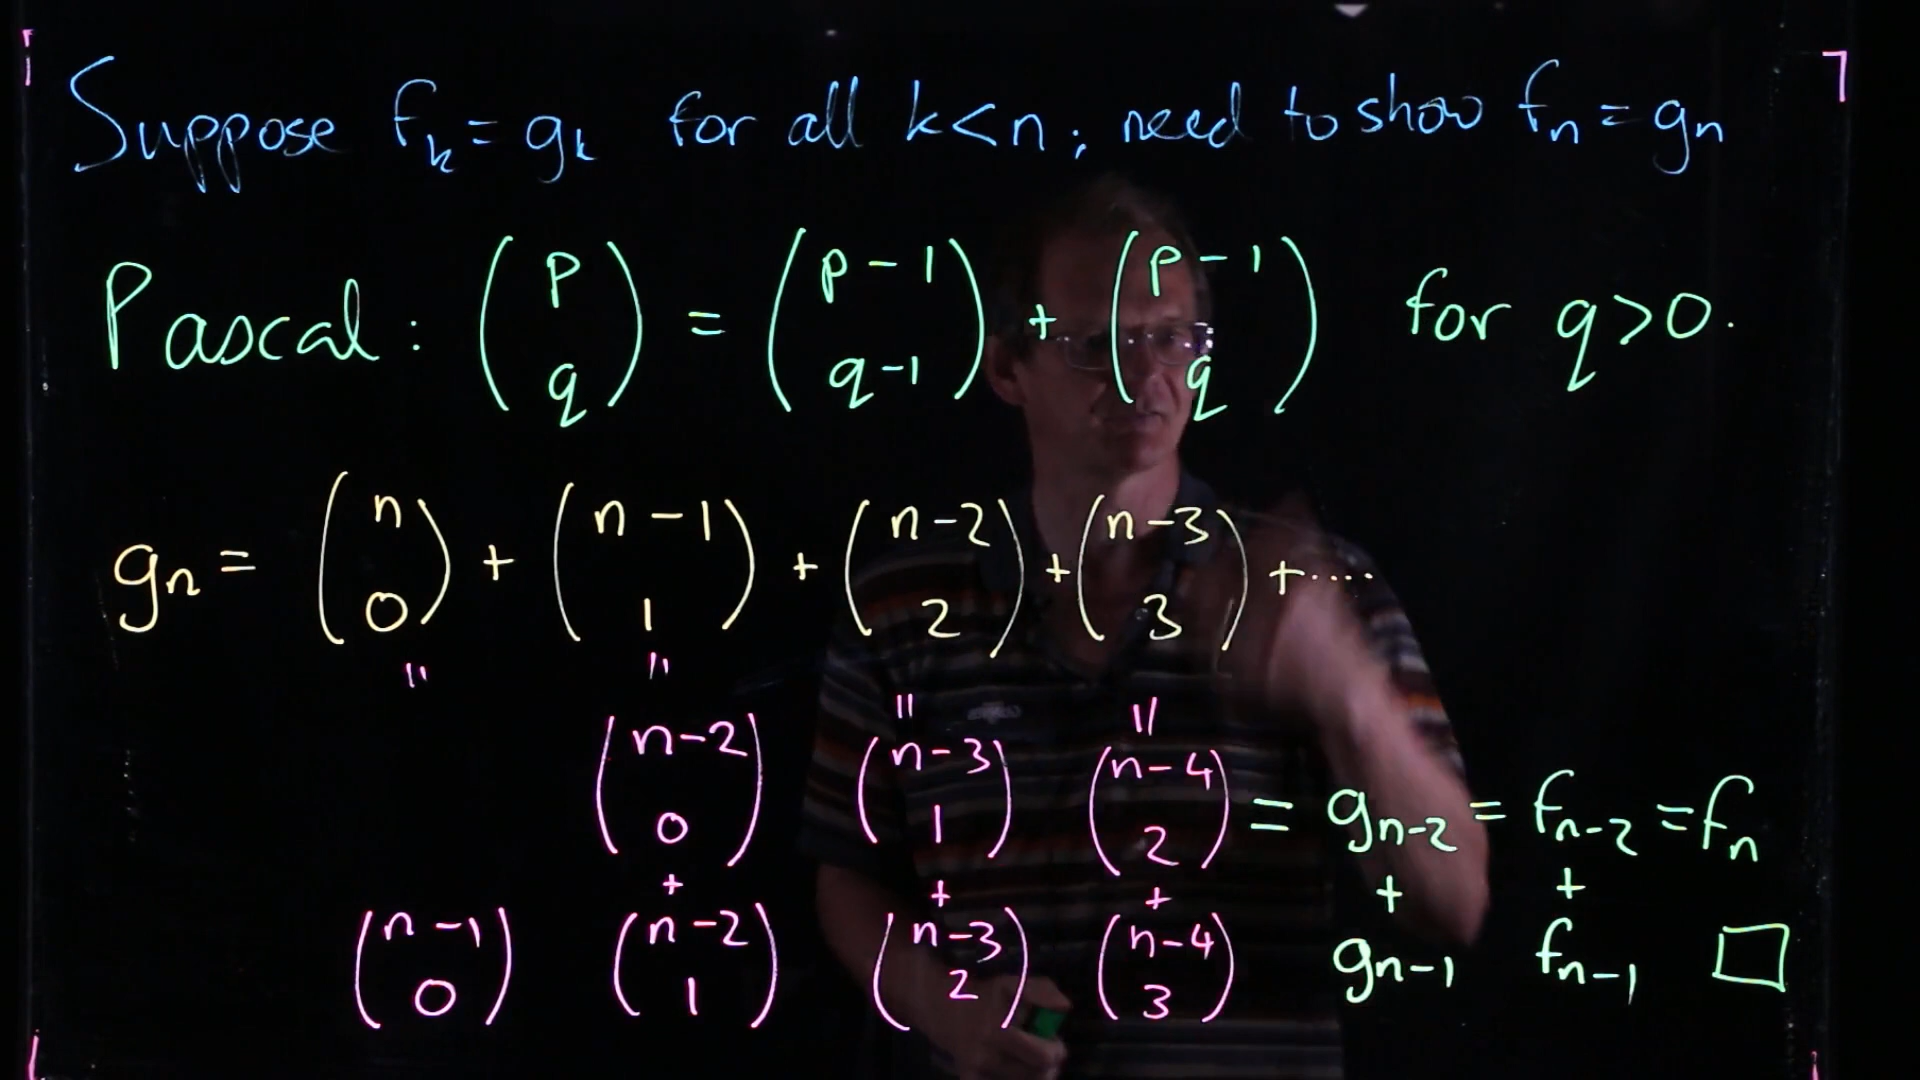 Suppose f_k = g_k for all k<n; need to show f_n = g_n
Pascal: (p q) = (p-1 q-1) + (p-1 q) for q>0.
g_n = (n 0) + (n-1 1) + (n-2 2) + (n-3 3) + ....
= = = =
(n-2 0) (n-3 1) (n-4 2) = g_{n-2} = f_{n-2} = f_n
+ + + + +
(n-1 0) (n-2 1) (n-3 2) (n-4 3) g_{n-1} f_{n-1} □